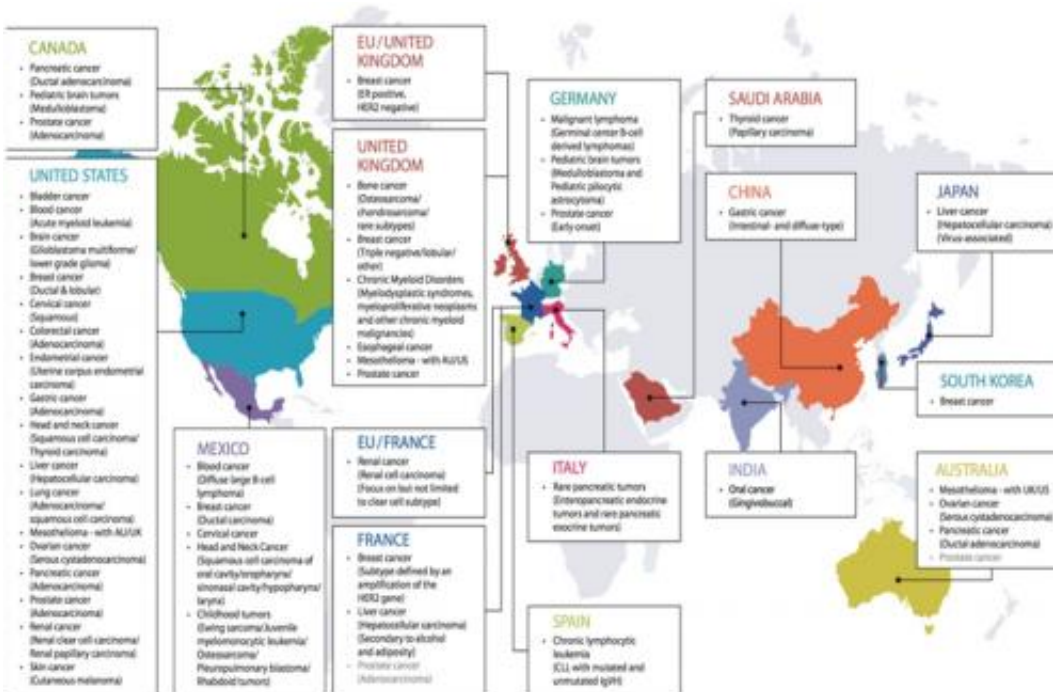 CANADA
• Pancreatic cancer
(Ductal adenocarcinoma)
• Pediatric brain tumors
(Medulloblastoma)
• Prostate cancer
(Adenocarcinoma)
UNITED STATES
• Bladder cancer
• Blood cancer
(Acute myeloid leukemia)
• Brain cancer
(Glioblastoma multiforme/
lower grade glioma)
• Breast cancer
(Ductal & lobular)
• Cervical cancer
(Squamous)
• Colorectal cancer
(Adenocarcinoma)
• Endometrial cancer
(Uterine corpus endometrial
carcinoma)
• Gastric cancer
(Adenocarcinoma)
• Head and neck cancer
(Squamous cell carcinoma/
Thyroid carcinoma)
• Liver cancer
(Hepatocellular carcinoma)
• Lung cancer
(Adenocarcinoma/
squamous cell carcinoma)
• Mesothelioma - with AU/UK
• Ovarian cancer
(Serous cystadenocarcinoma)
• Pancreatic cancer
(Adenocarcinoma)
• Prostate cancer
(Adenocarcinoma)
• Renal cancer
(Renal clear cell carcinoma/
Renal papillary carcinoma)
• Skin cancer
(Cutaneous melanoma)
MEXICO
• Blood cancer
(Diffuse large B-cell
lymphoma)
• Breast cancer
(Ductal carcinoma)
• Cervical cancer
• Head and Neck Cancer
(Squamous cell carcinoma of
oral cavity/oropharynx/
sinonasal cavity/hypopharynx/
larynx)
• Childhood tumors
(Ewing sarcoma/Juvenile
myelomonocytic leukemia/
Osteosarcoma/
Pleuropulmonary blastoma/
Rhabdoid tumors)
EU/UNITED
KINGDOM
• Breast cancer
(ER positive,
HER2 negative)
UNITED
KINGDOM
• Bone cancer
(Osteosarcoma/
chondrosarcoma/
rare subtypes)
• Breast cancer
(Triple negative/lobular/
other)
• Chronic Myeloid Disorders
(Myelodysplastic syndromes,
myeloproliferative neoplasms
and other chronic myeloid
malignancies)
• Esophageal cancer
• Mesothelioma - with AU/US
• Prostate cancer
EU/FRANCE
• Renal cancer
(Renal cell carcinoma)
(Focus on but not limited
to clear cell subtype)
FRANCE
• Breast cancer
(Subtype defined by an
amplification of the
HER2 gene)
• Liver cancer
(Hepatocellular carcinoma)
(Secondary to alcohol
and adiposity)
• Prostate cancer
(Adenocarcinoma)
GERMANY
• Malignant lymphoma
(Germinal center B-cell
derived lymphomas)
• Pediatric brain tumors
(Medulloblastoma and
Pediatric pilocytic
astrocytoma)
• Prostate cancer
(Early onset)
ITALY
• Rare pancreatic tumors
(Enteropancreatic endocrine
tumors and rare pancreatic
exocrine tumors)
SPAIN
• Chronic lymphocytic
leukemia
(CLL with mutated and
unmutated IgVH)
SAUDI ARABIA
• Thyroid cancer
(Papillary carcinoma)
CHINA
• Gastric cancer
(Intestinal- and diffuse-type)
INDIA
• Oral cancer
(Gingivobuccal)
JAPAN
• Liver cancer
(Hepatocellular carcinoma)
(Virus-associated)
SOUTH KOREA
• Breast cancer
AUSTRALIA
• Mesothelioma - with UK/US
• Ovarian cancer
(Serous cystadenocarcinoma)
• Pancreatic cancer
(Ductal adenocarcinoma)
• Prostate cancer